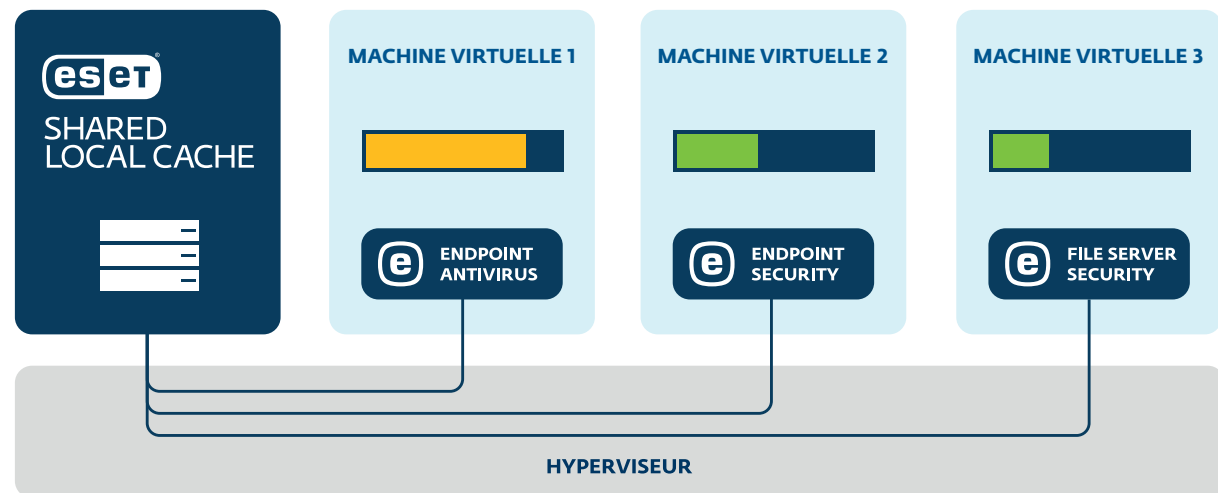 eset®
SHARED
LOCAL CACHE
MACHINE VIRTUELLE 1
e ENDPOINT
ANTIVIRUS
MACHINE VIRTUELLE 2
e ENDPOINT
SECURITY
MACHINE VIRTUELLE 3
e FILE SERVER
SECURITY
HYPERVISEUR